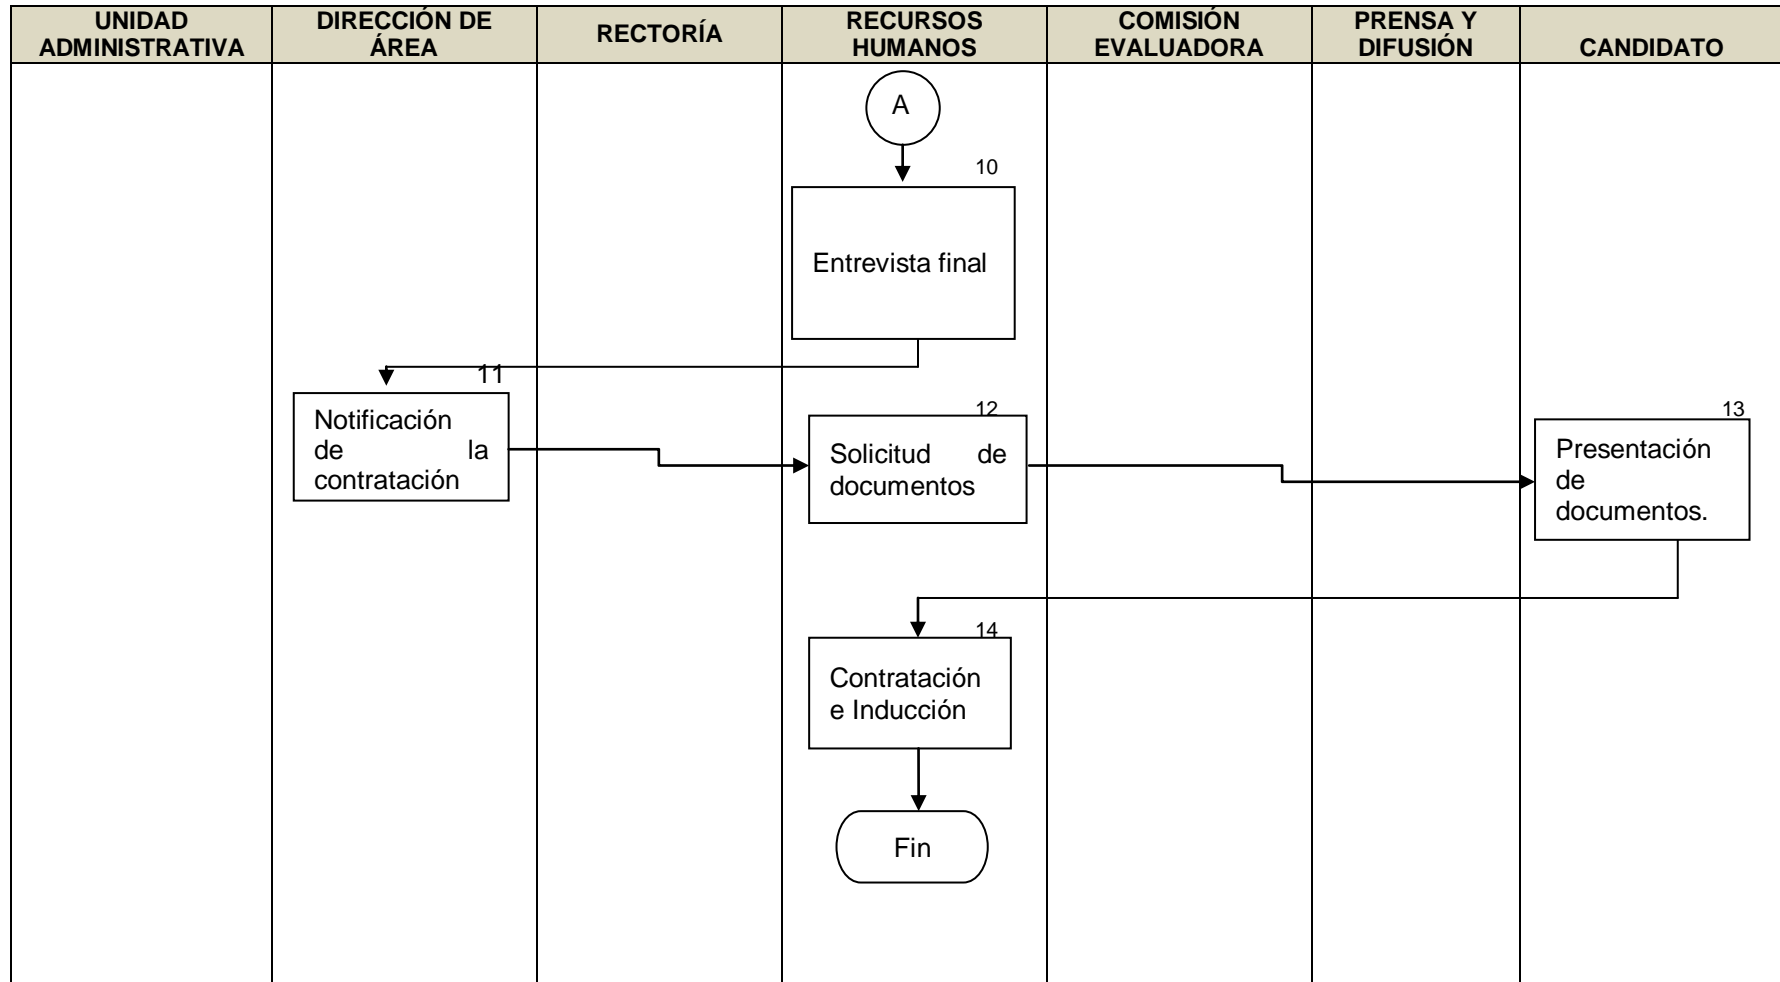 UNIDAD
ADMINISTRATIVA
DIRECCIÓN DE
ÁREA
RECTORÍA
RECURSOS
HUMANOS
COMISIÓN
EVALUADORA
PRENSA Y
DIFUSIÓN
CANDIDATO
A
10
Entrevista final
11
Notificación
de la
contratación
12
Solicitud de
documentos
13
Presentación
de
documentos.
14
Contratación
e Inducción
Fin